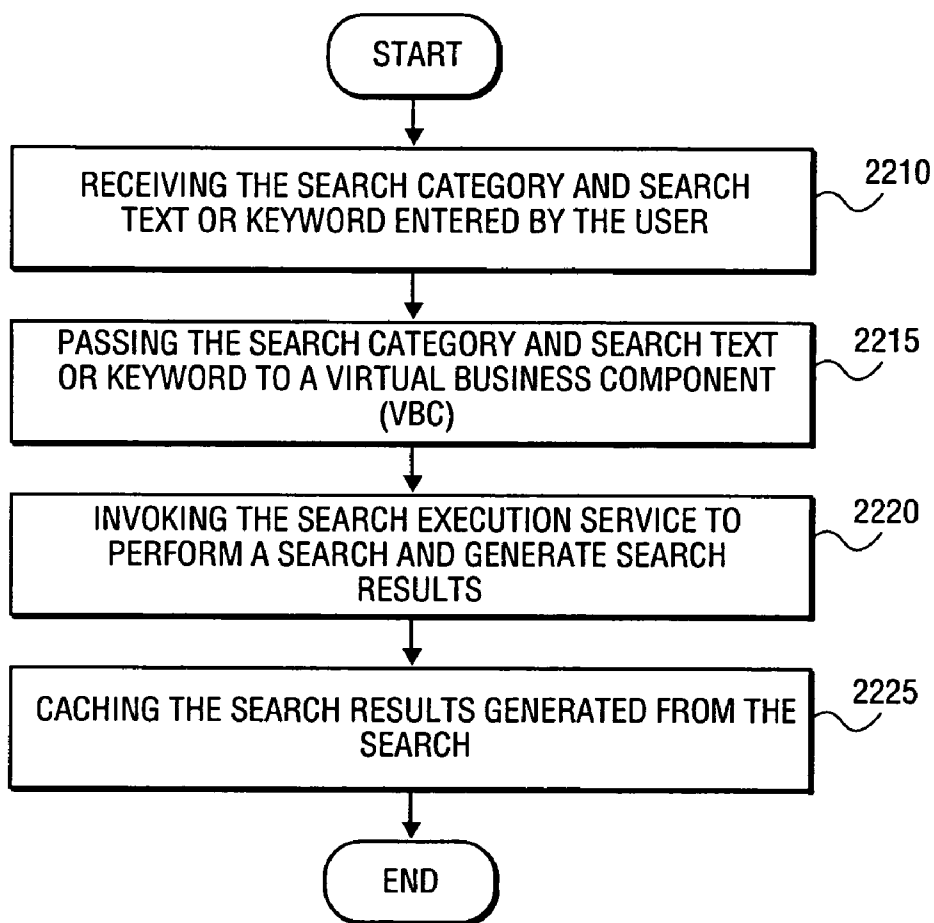 START
RECEIVING THE SEARCH CATEGORY AND SEARCH
TEXT OR KEYWORD ENTERED BY THE USER
2210
PASSING THE SEARCH CATEGORY AND SEARCH TEXT
OR KEYWORD TO A VIRTUAL BUSINESS COMPONENT
(VBC)
2215
INVOKING THE SEARCH EXECUTION SERVICE TO
PERFORM A SEARCH AND GENERATE SEARCH
RESULTS
2220
CACHING THE SEARCH RESULTS GENERATED FROM THE
SEARCH
2225
END